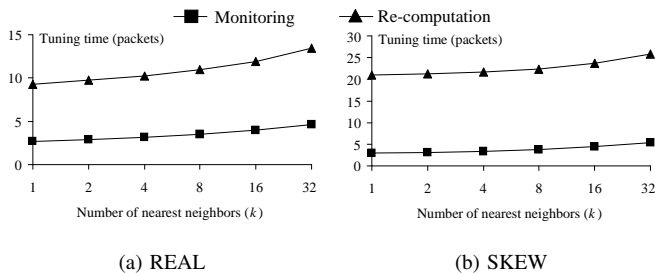 Monitoring
Re-computation
Tuning time (packets)
15
10
5
0
1 2 4 8 16 32
Number of nearest neighbors (k)
(a) REAL
Tuning time (packets)
30
25
20
15
10
5
0
1 2 4 8 16 32
Number of nearest neighbors (k)
(b) SKEW